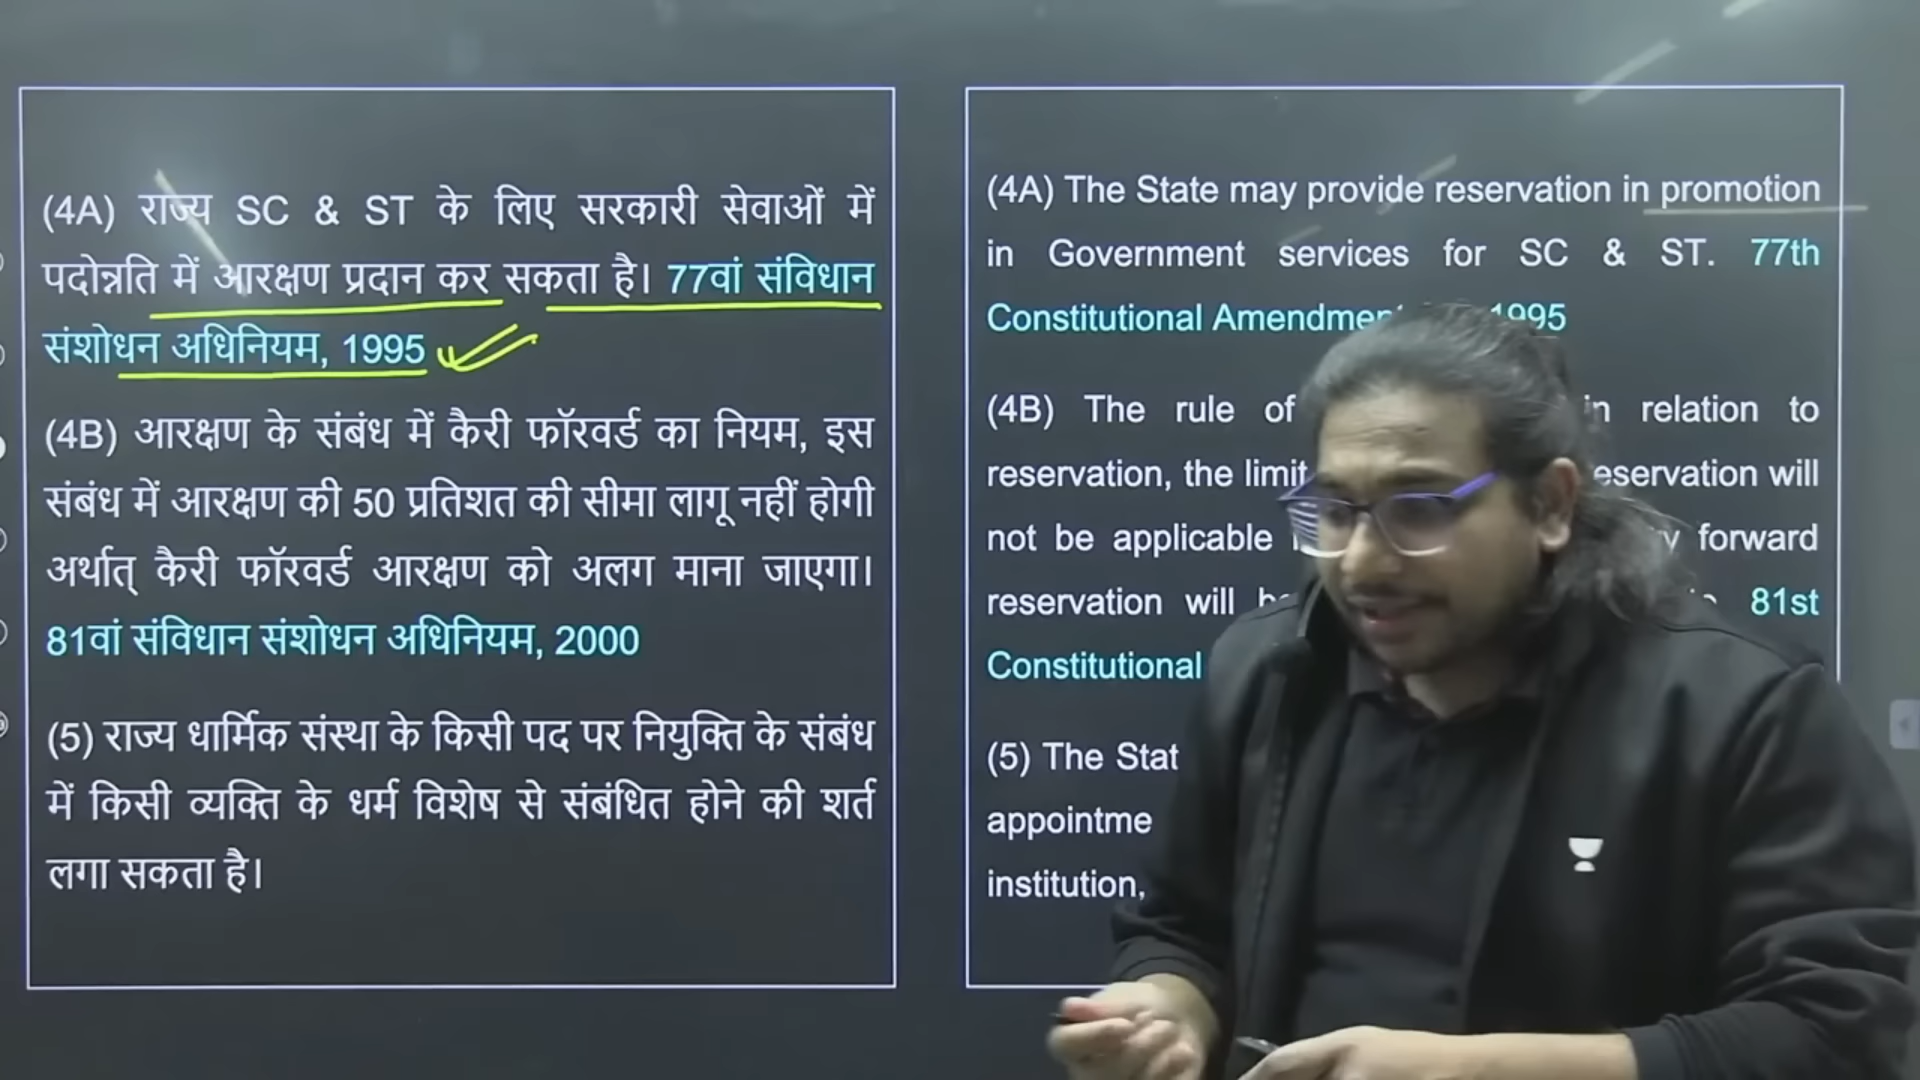 (4A) राज्य SC & ST के लिए सरकारी सेवाओं में
पदोन्नति में आरक्षण प्रदान कर सकता है। 77वां संविधान
संशोधन अधिनियम, 1995
(4B) आरक्षण के संबंध में कैरी फॉरवर्ड का नियम, इस
संबंध में आरक्षण की 50 प्रतिशत की सीमा लागू नहीं होगी
अर्थात् कैरी फॉरवर्ड आरक्षण को अलग माना जाएगा।
81वां संविधान संशोधन अधिनियम, 2000
(5) राज्य धार्मिक संस्था के किसी पद पर नियुक्ति के संबंध
में किसी व्यक्ति के धर्म विशेष से संबंधित होने की शर्त
लगा सकता है।
(4A) The State may provide reservation in promotion
in Government services for SC & ST. 77th
Constitutional 1995
(4B) The rule of in relation to
reservation, the limit will
not be applicable forward
reservation will 81st
Constitutional
(5) The
institution,